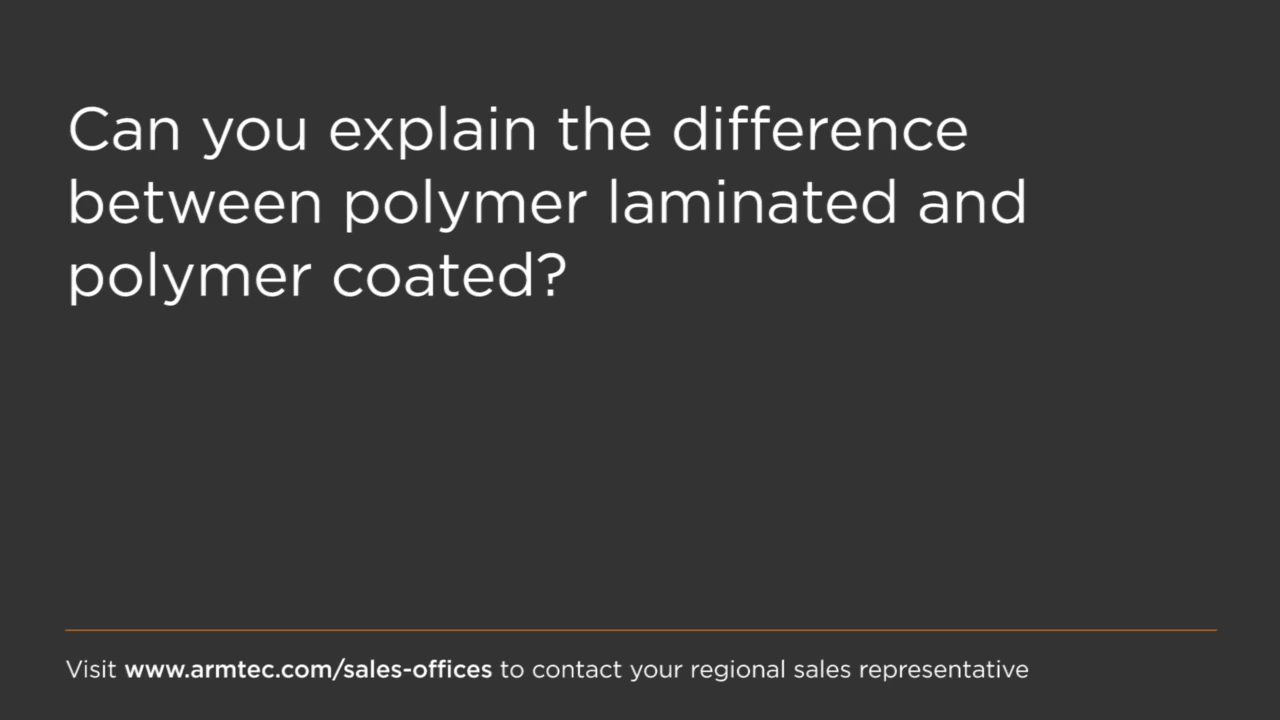 Can you explain the difference
between polymer laminated and
polymer coated?
Visit www.armtec.com/sales-offices to contact your regional sales representative